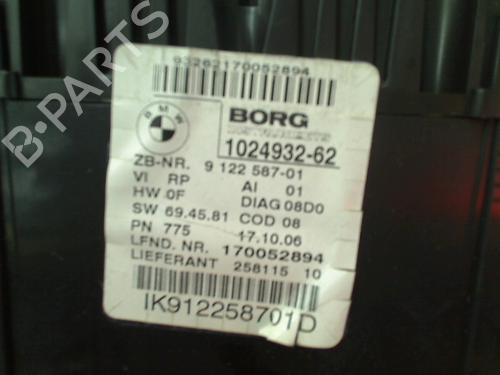 93262170052894
BMW
BORG
INSTRUMENTS
1024932-62
ZB-NR. 9 122 587-01
VI RP AI 01
HW 0F DIAG 08D0
SW 69.45.81 COD 08
PN 775 17.10.06
LFND. NR. 170052894
LIEFERANT 258115 10
IK912258701D
B-PARTS